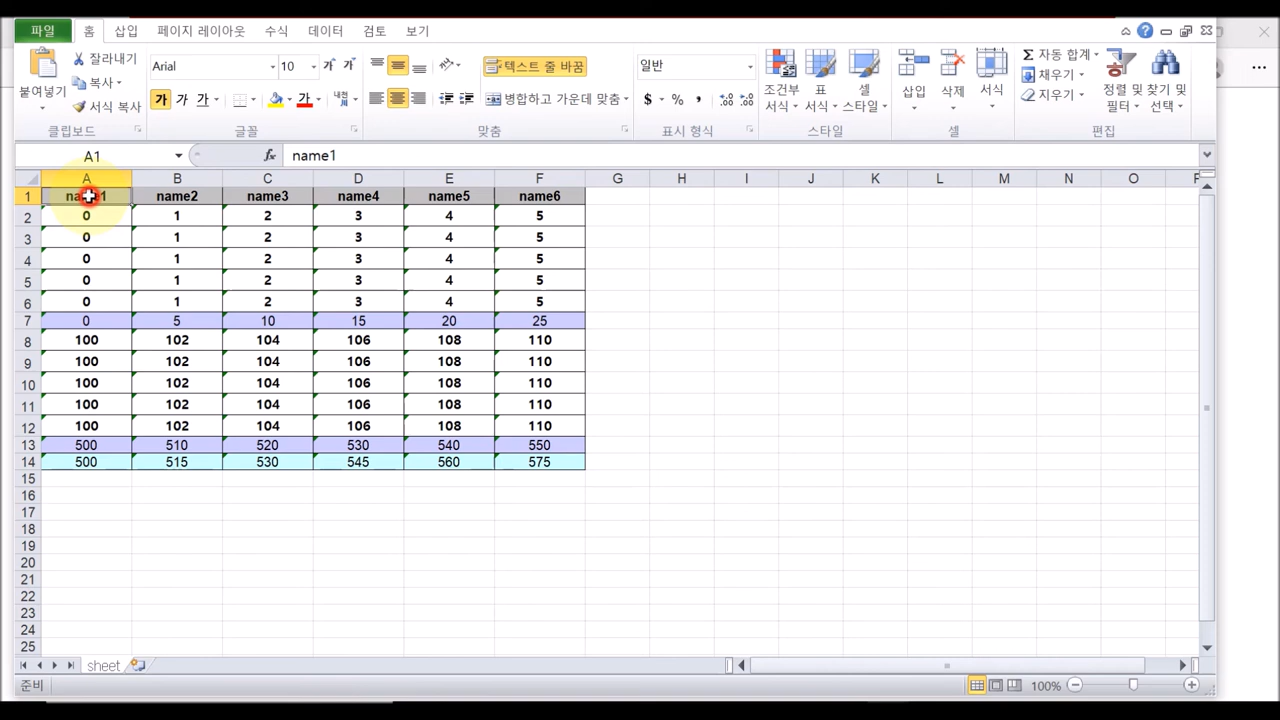 파일 홈 삽입 페이지 레이아웃 수식 데이터 검토 보기
붙여넣기 잘라내기 복사 서식 복사
클립보드
Arial 10
가 가 가 가 내천
글꼴
텍스트 줄 바꿈
병합하고 가운데 맞춤
맞춤
일반
$ % ,
표시 형식
조건부 서식 표 서식 셀 스타일
스타일
삽입 삭제 서식
셀
Σ 자동 합계 채우기 지우기
정렬 및 필터 찾기 및 선택
편집
A1 fx name1
A B C D E F G H I J K L M N O P
1 name2 name3 name4 name5 name6
2 0 1 2 3 4 5
3 0 1 2 3 4 5
4 0 1 2 3 4 5
5 0 1 2 3 4 5
6 0 1 2 3 4 5
7 0 5 10 15 20 25
8 100 102 104 106 108 110
9 100 102 104 106 108 110
10 100 102 104 106 108 110
11 100 102 104 106 108 110
12 100 102 104 106 108 110
13 500 510 520 530 540 550
14 500 515 530 545 560 575
15
16
17
18
19
20
21
22
23
24
25
sheet
준비 100%